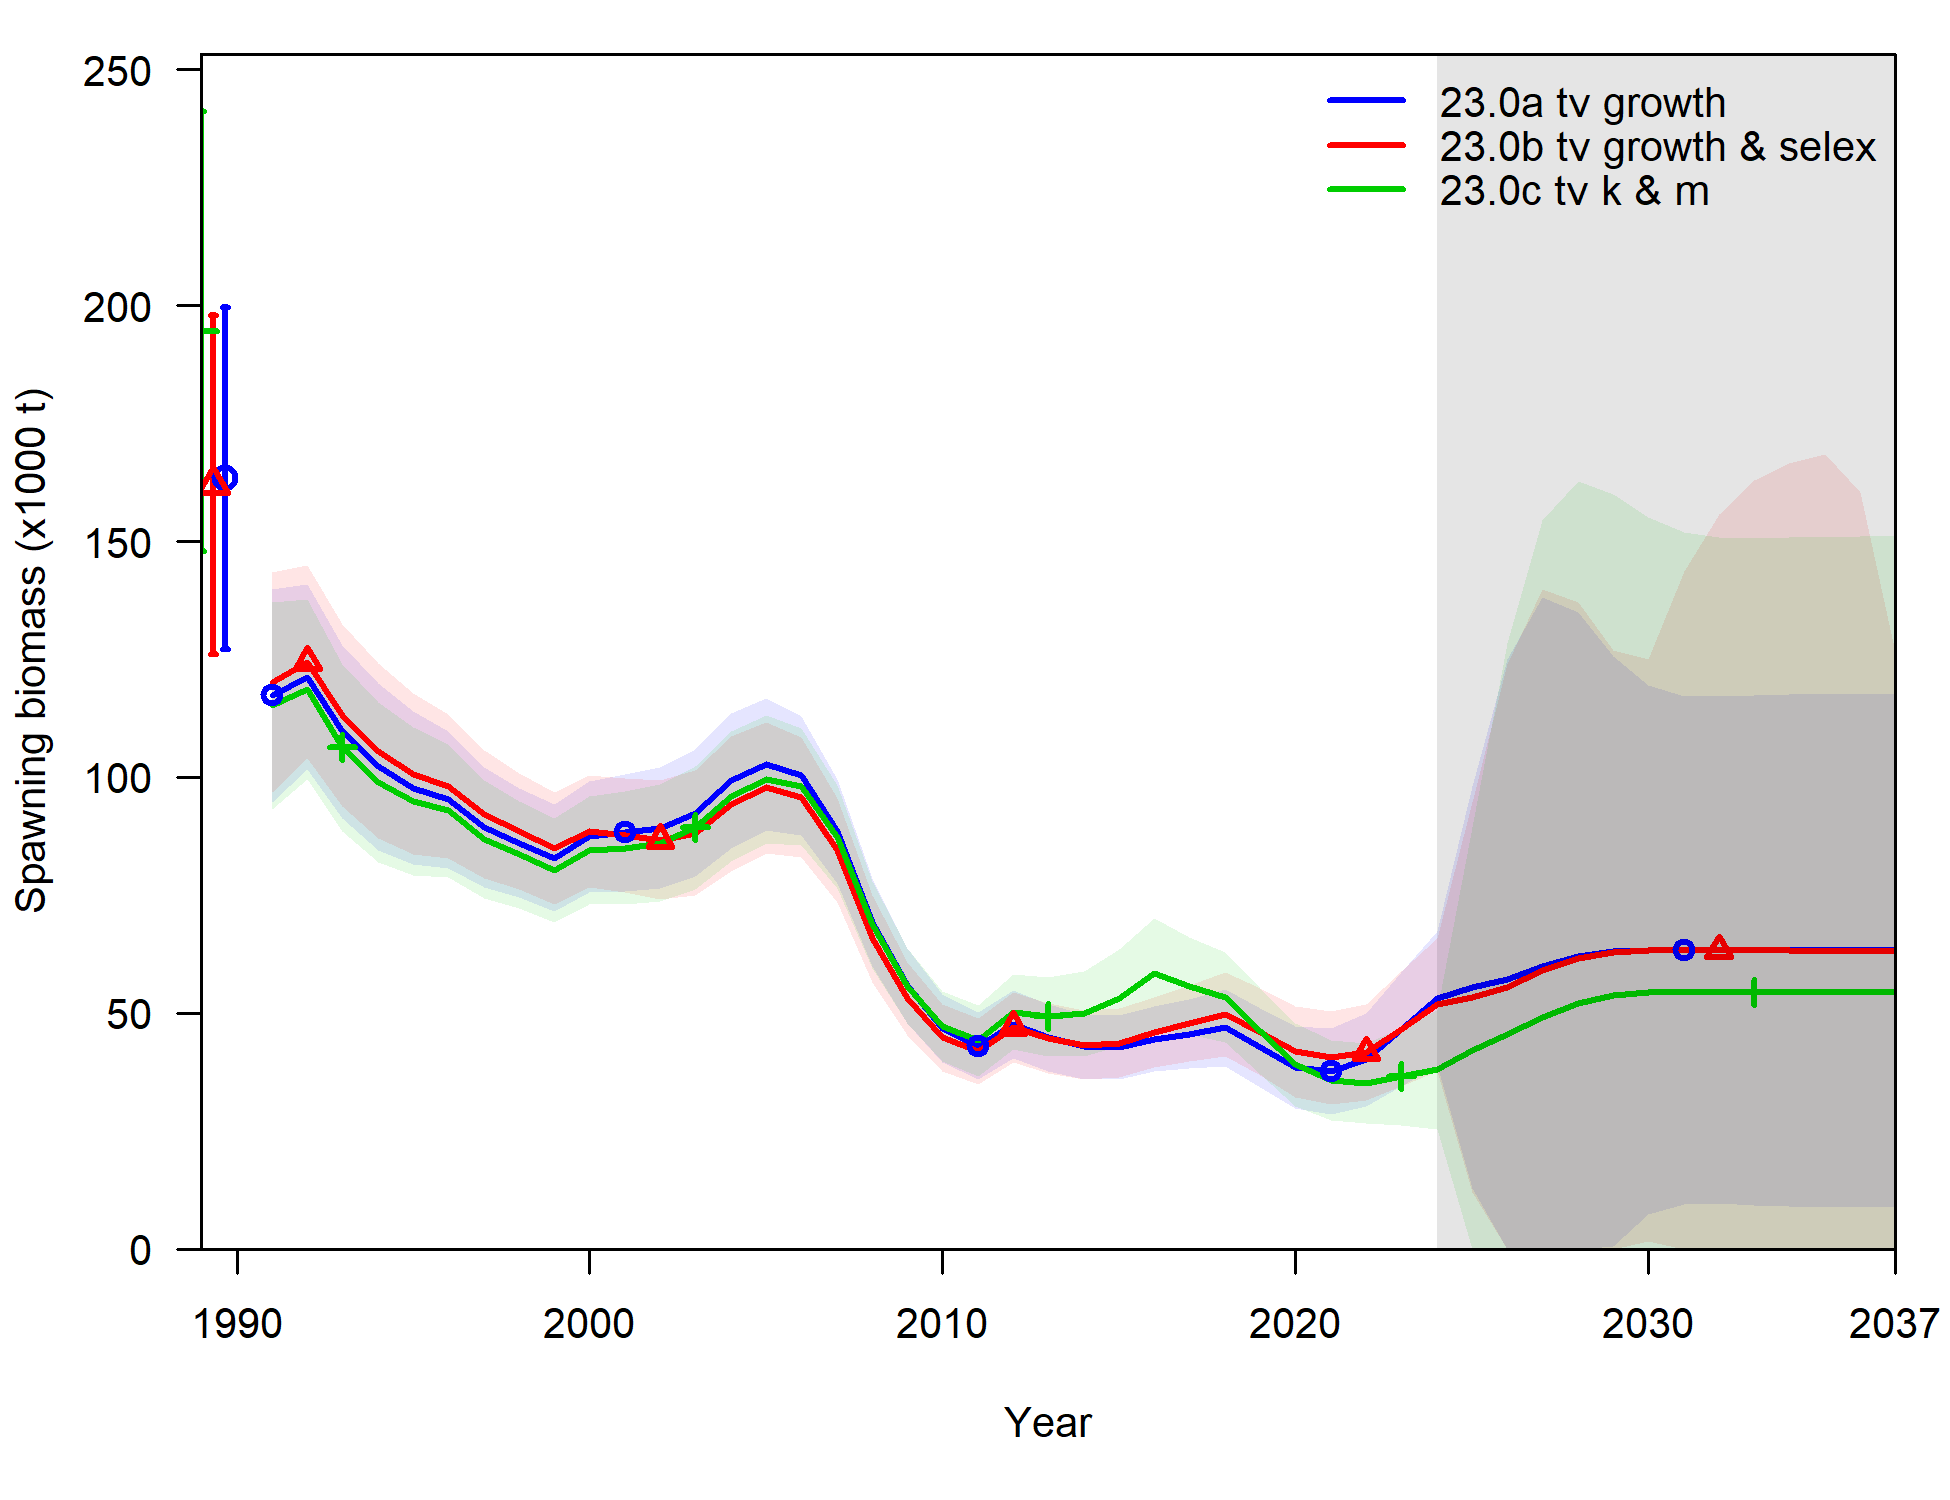 250
200
150
100
50
0
Spawning biomass (x1000 t)
23.0a tv growth
23.0b tv growth & selex
23.0c tv k & m
1990 2000 2010 2020 2030 2037
Year